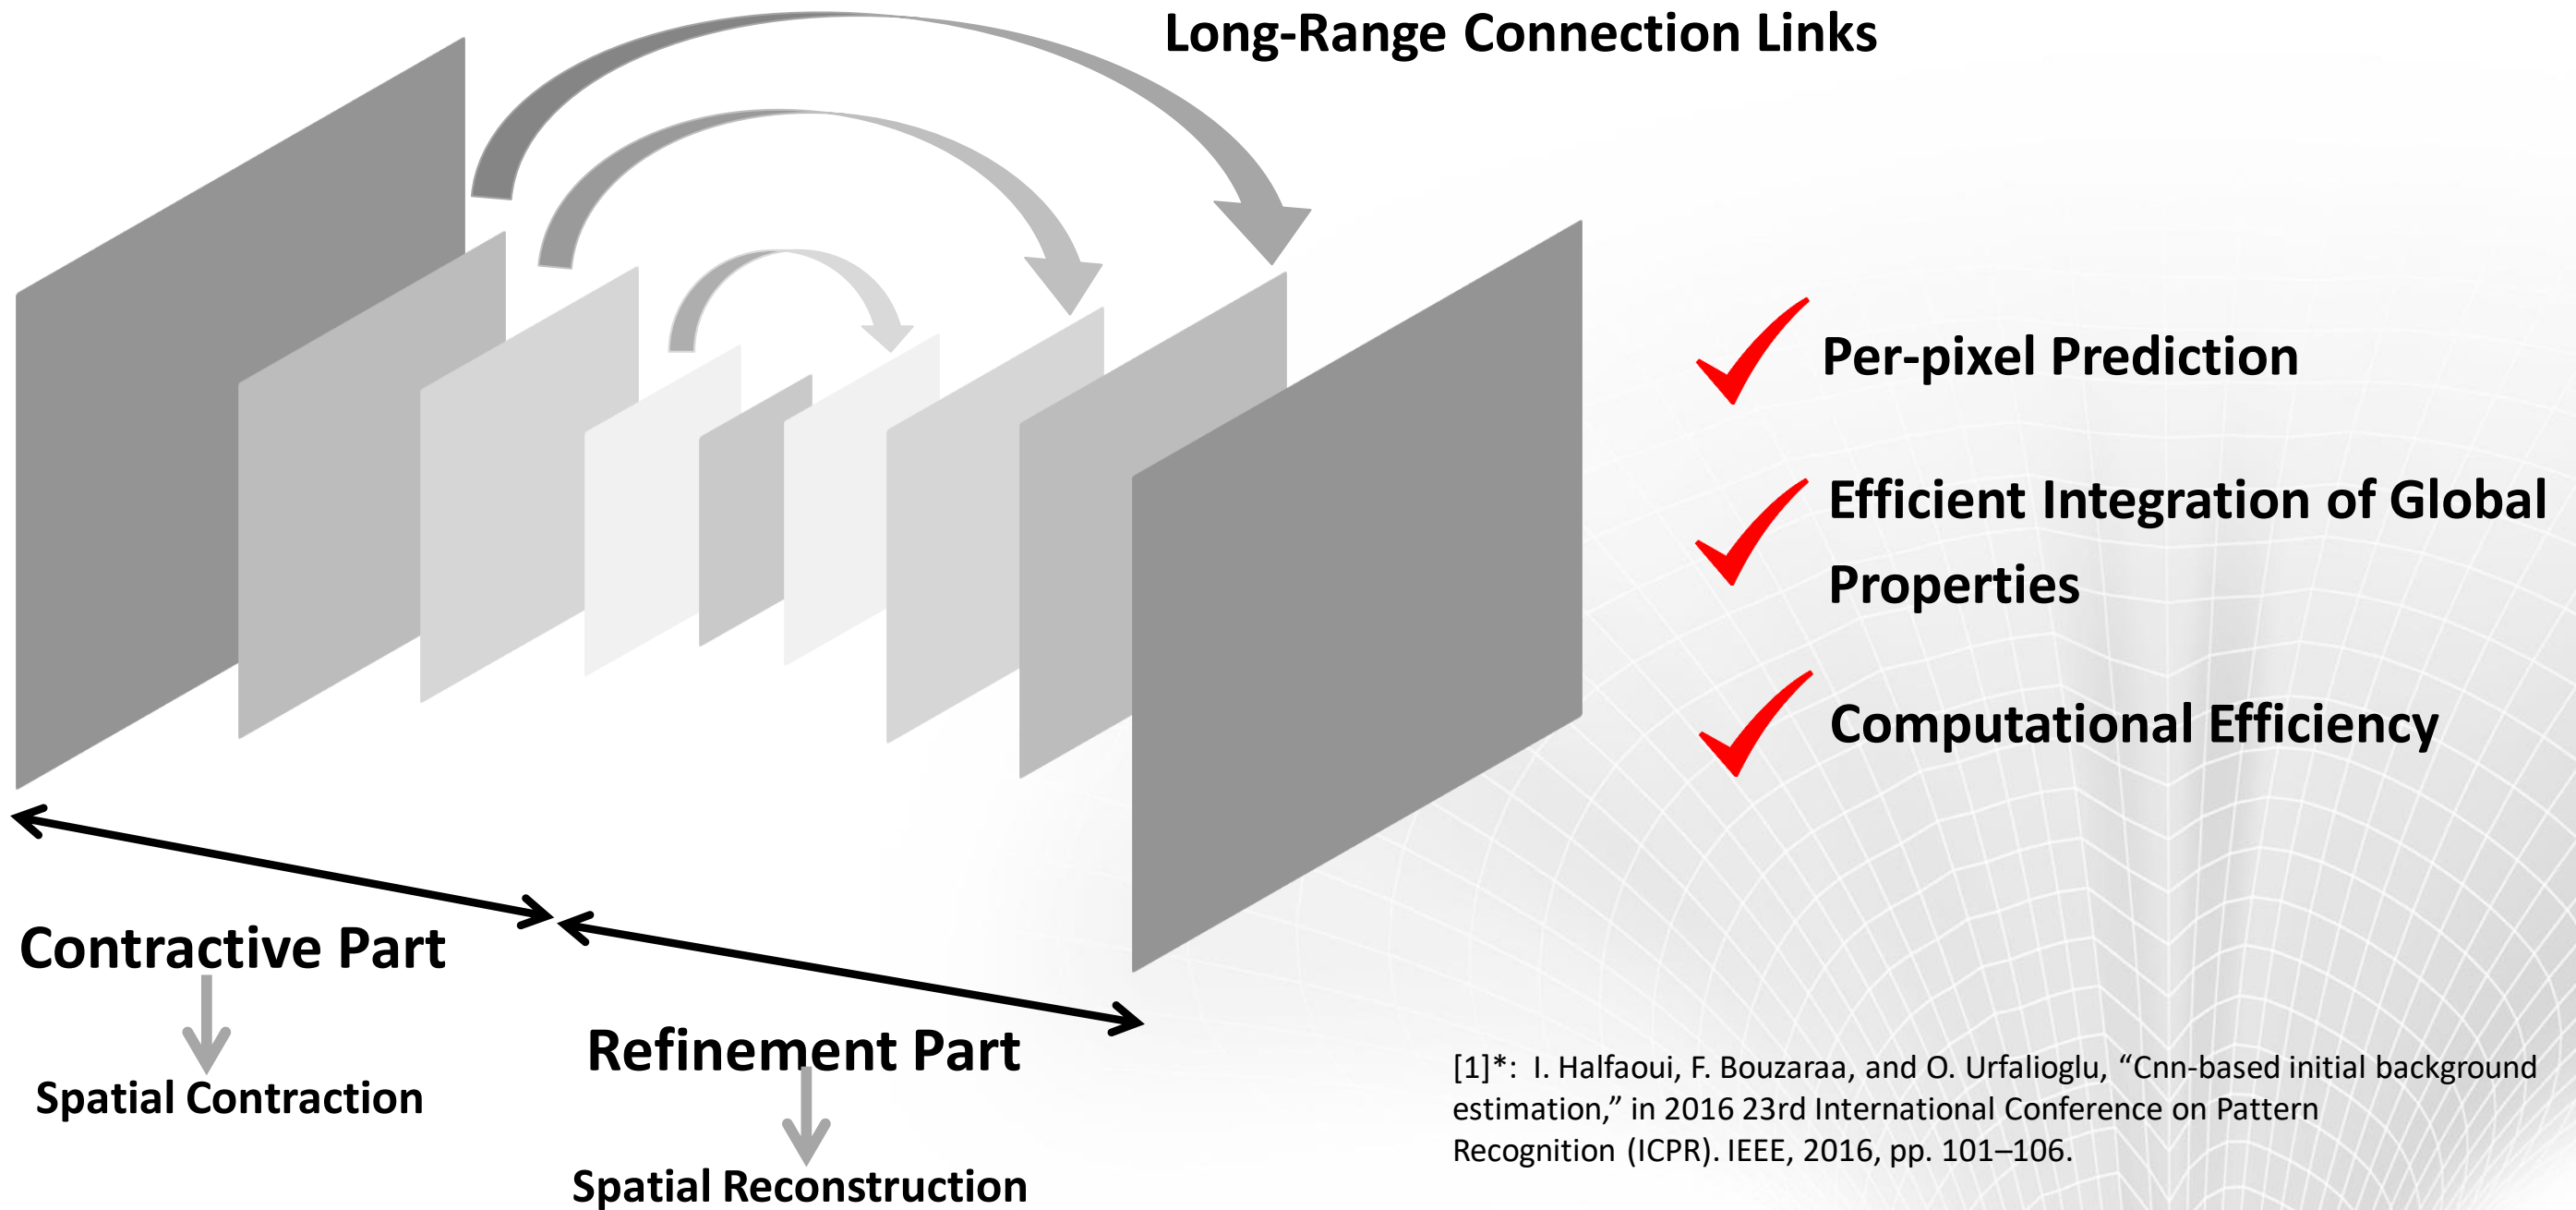 Long-Range Connection Links
Per-pixel Prediction
Efficient Integration of Global
Properties
Computational Efficiency
Contractive Part
Spatial Contraction
Refinement Part
Spatial Reconstruction
[1]*: I. Halfaoui, F. Bouzaraa, and O. Urfalioglu, “Cnn-based initial background
estimation,” in 2016 23rd International Conference on Pattern
Recognition (ICPR). IEEE, 2016, pp. 101–106.